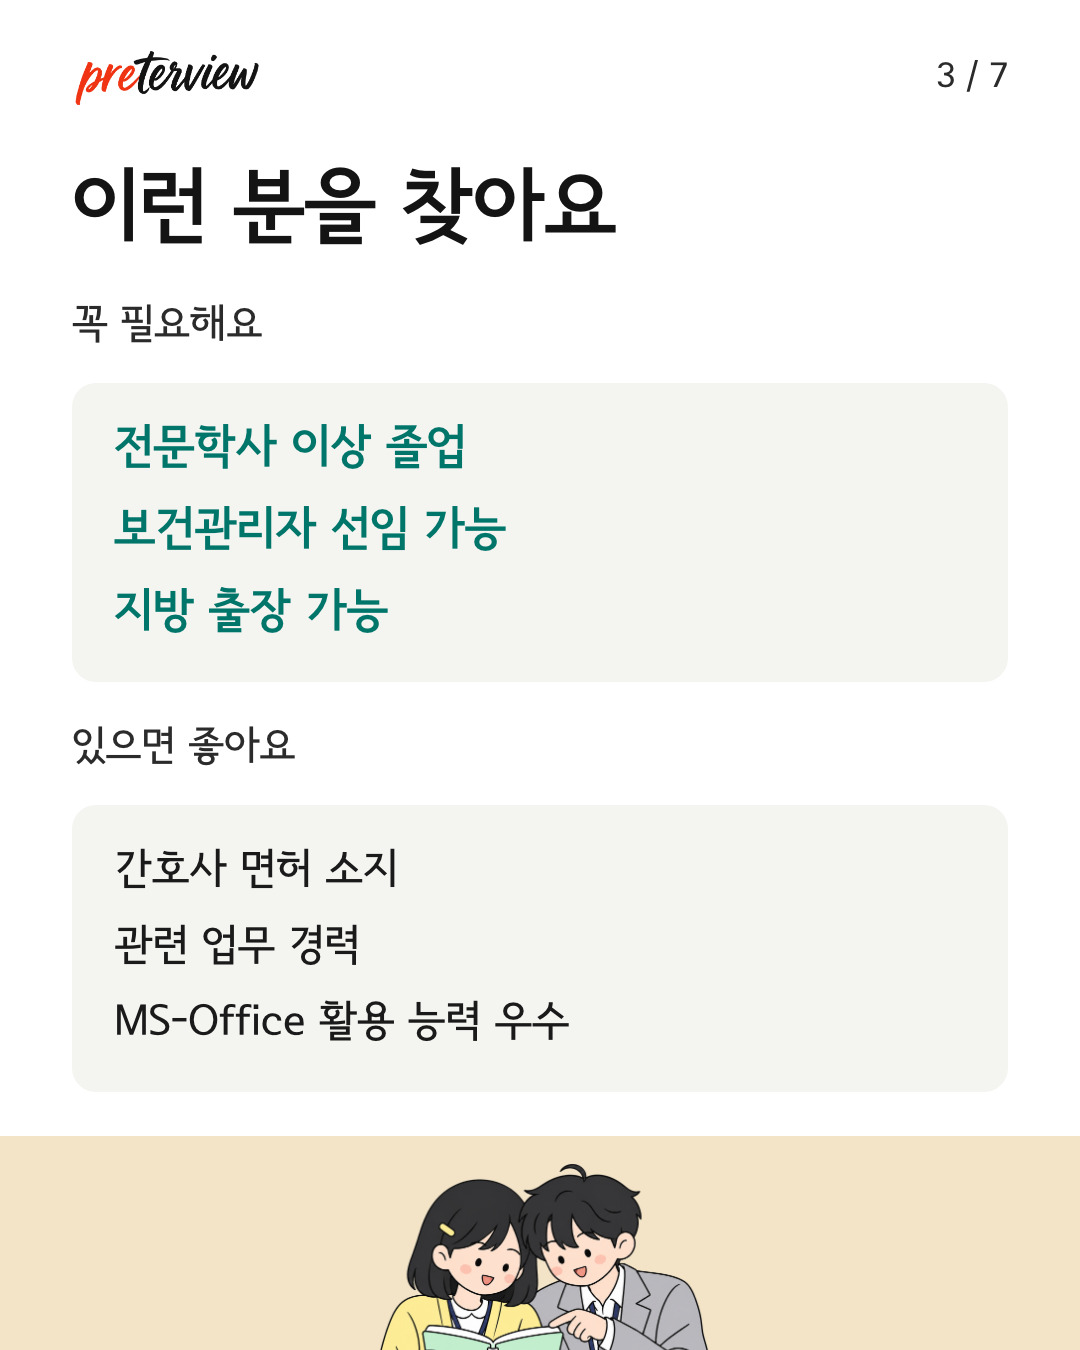 preterview
3 / 7
이런 분을 찾아요
꼭 필요해요
전문학사 이상 졸업
보건관리자 선임 가능
지방 출장 가능
있으면 좋아요
간호사 면허 소지
관련 업무 경력
MS-Office 활용 능력 우수